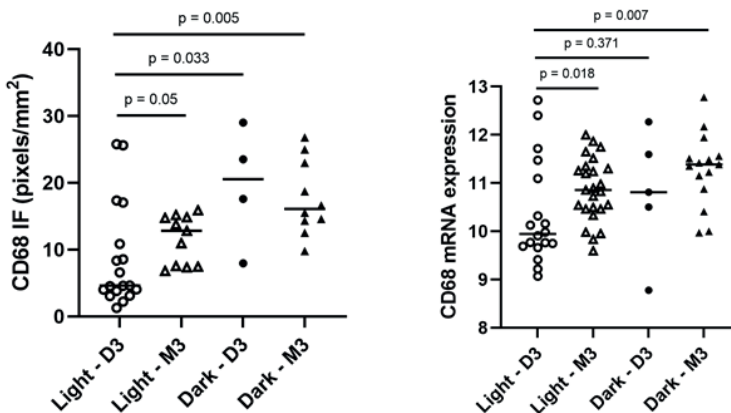 p = 0.005
p = 0.033
p = 0.05
CD68 IF (pixels/mm²)
40
30
20
10
0
Light - D3
Light - M3
Dark - D3
Dark - M3
p = 0.007
p = 0.371
p = 0.018
CD68 mRNA expression
13
12
11
10
9
8
Light - D3
Light - M3
Dark - D3
Dark - M3